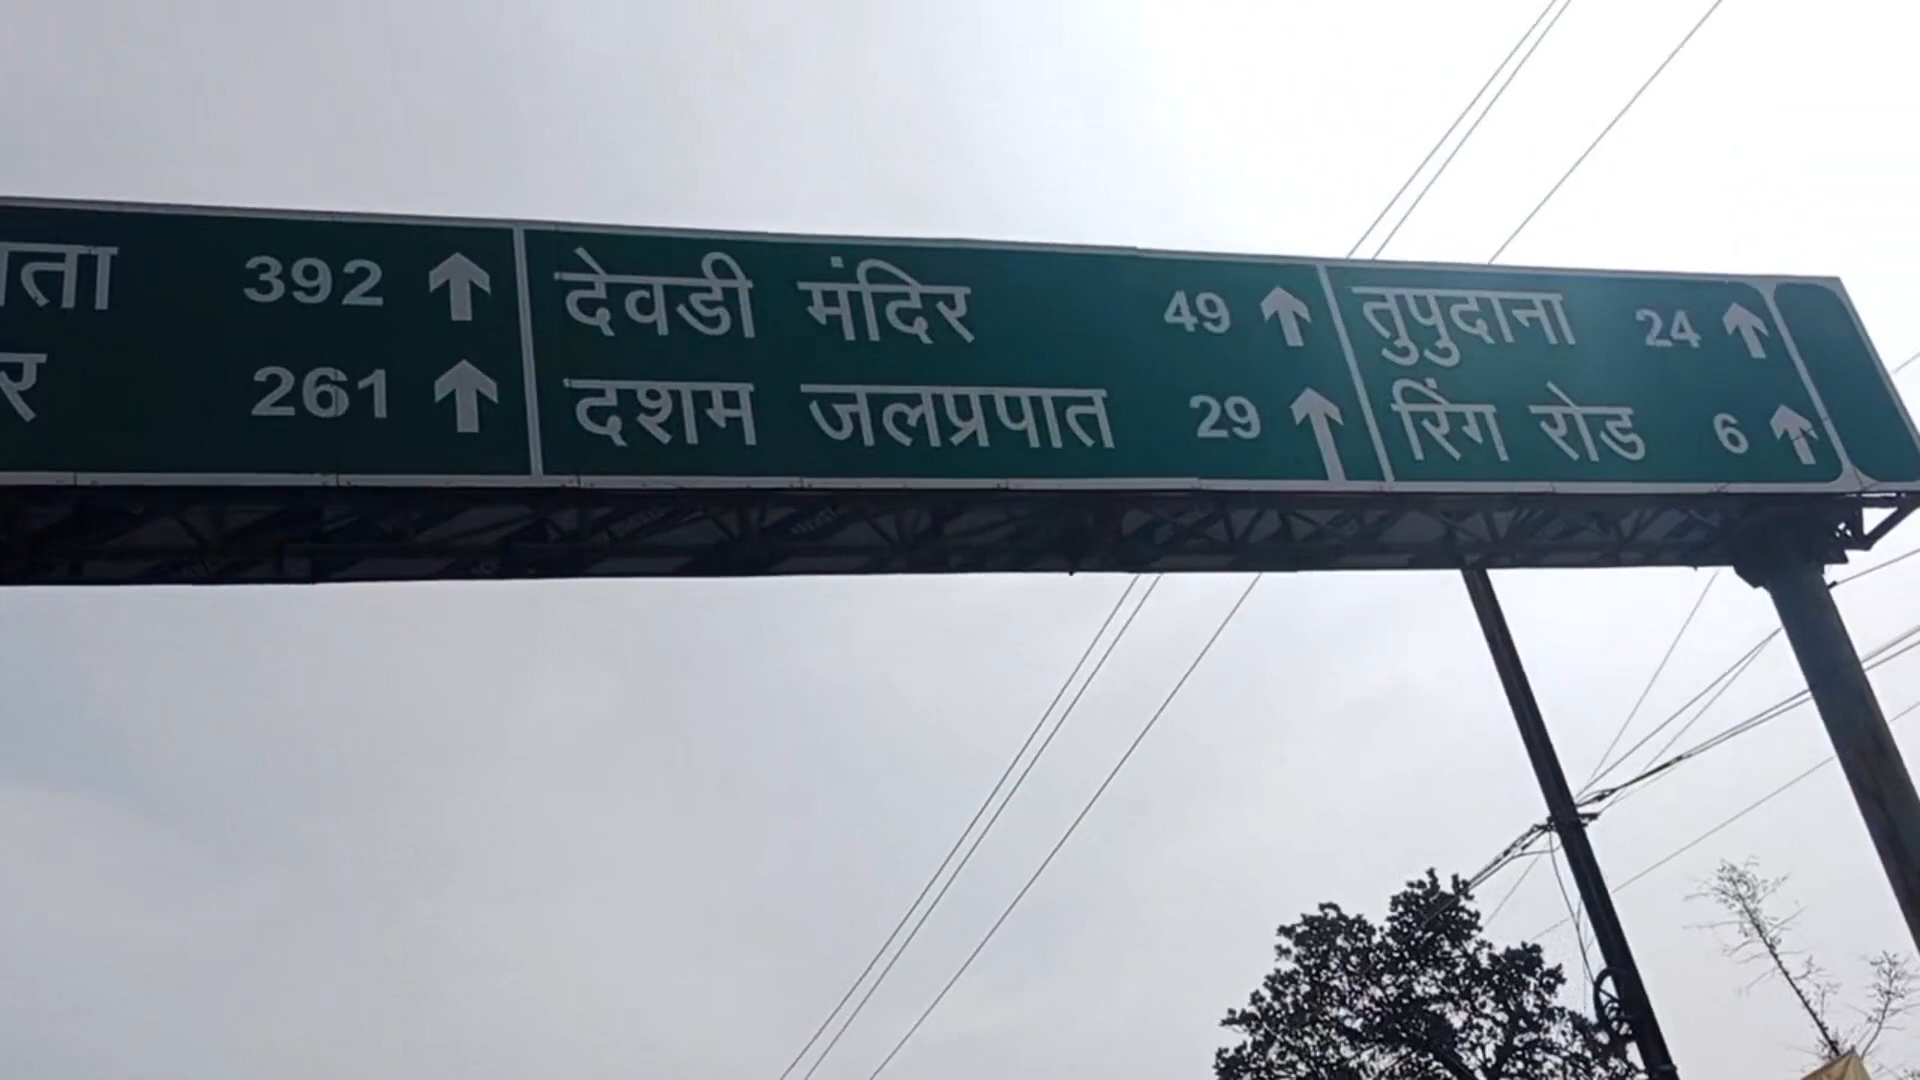 392
261
देवडी मंदिर 49
दशम जलप्रपात 29
तुपुदाना 24
रिंग रोड 6